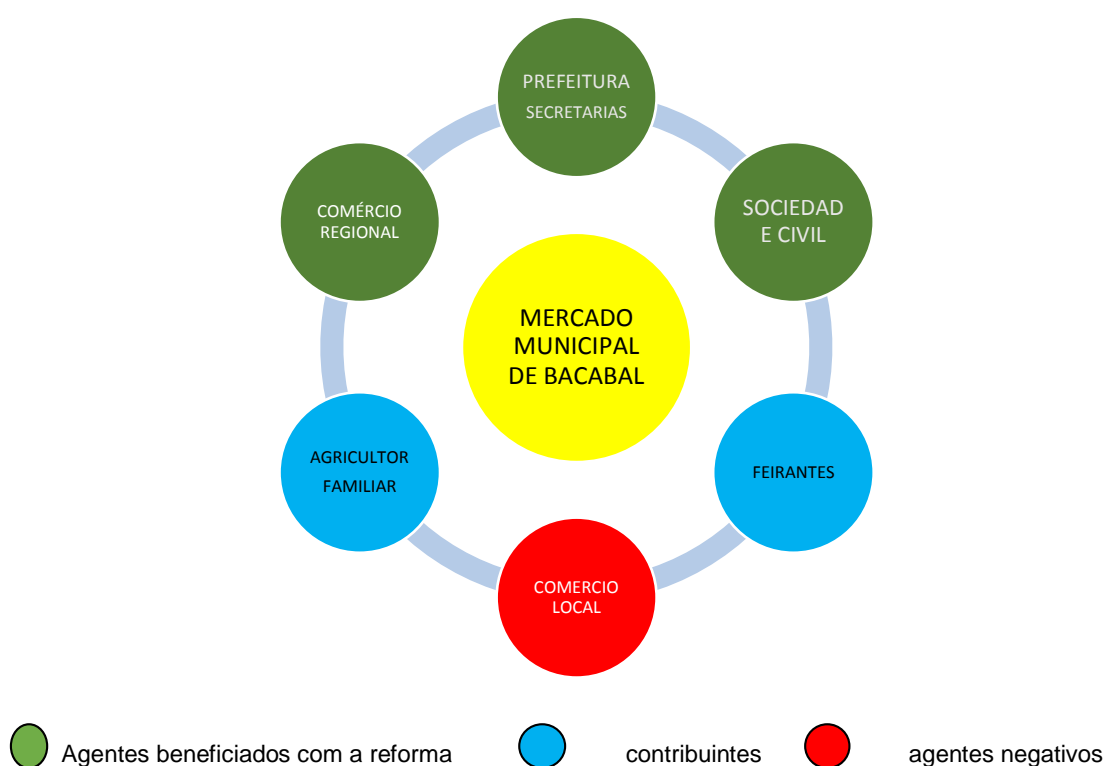 PREFEITURA
SECRETARIAS
COMÉRCIO
REGIONAL
SOCIEDAD
E CIVIL
MERCADO
MUNICIPAL
DE BACABAL
AGRICULTOR
FAMILIAR
FEIRANTES
COMERCIO
LOCAL
Agentes beneficiados com a reforma contribuintes agentes negativos